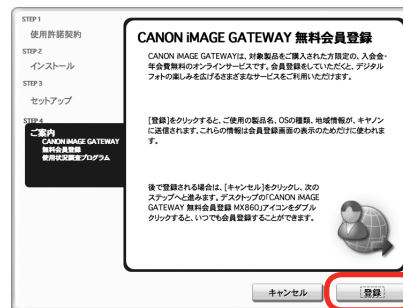 STEP 1
使用許諾契約
STEP 2
インストール
STEP 3
セットアップ
STEP 4
ご案内
CANON iMAGE GATEWAY
無料会員登録
使用状況調査プログラム
CANON iMAGE GATEWAY 無料会員登録
CANON iMAGE GATEWAYは、対象製品をご購入された方限定の、入会金・
年会費無料のオンラインサービスです。会員登録をしていただくと、デジタル
フォトの楽しみを広げるさまざまなサービスをご利用いただけます。
[登録]をクリックすると、ご使用の製品名、OSの種類、地域情報が、キヤノン
に送信されます。これらの情報は会員登録画面の表示のためだけに使われま
す。
後で登録される場合は、[キャンセル]をクリックし、次の
ステップへと進みます。デスクトップの｢CANON iMAGE
GATEWAY 無料会員登録 MX860｣アイコンをダブル
クリックすると、いつでも会員登録することができます。
キャンセル
登録